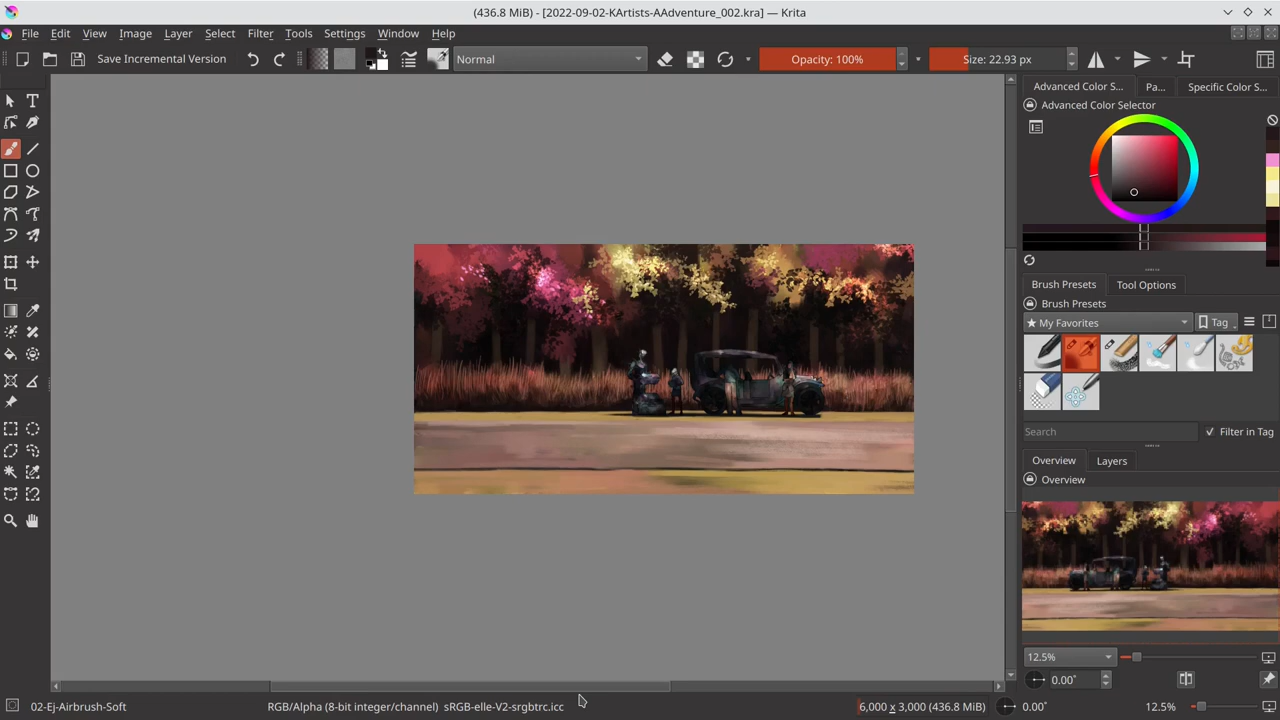 (436.8 MiB) - [2022-09-02-KArtists-AAdventure_002.kra] — Krita
File Edit View Image Layer Select Filter Tools Settings Window Help
Save Incremental Version
Normal
Opacity: 100%
Size: 22.93 px
Advanced Color S...
Pa...
Specific Color S...
Advanced Color Selector
Brush Presets
Tool Options
Brush Presets
★ My Favorites
Tag
Search
Filter in Tag
Overview
Layers
Overview
12.5%
0.00°
02-Ej-Airbrush-Soft
RGB/Alpha (8-bit integer/channel) sRGB-elle-V2-srgbtrc.icc
6,000 x 3,000 (436.8 MiB)
0.00°
12.5%